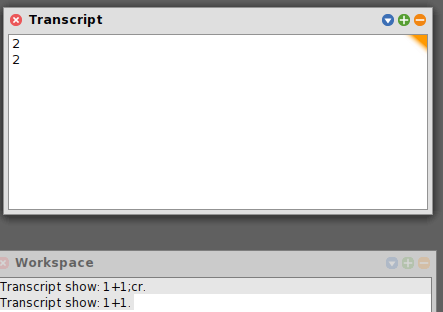 Transcript
2
2
Workspace
Transcript show: 1+1;cr.
Transcript show: 1+1.